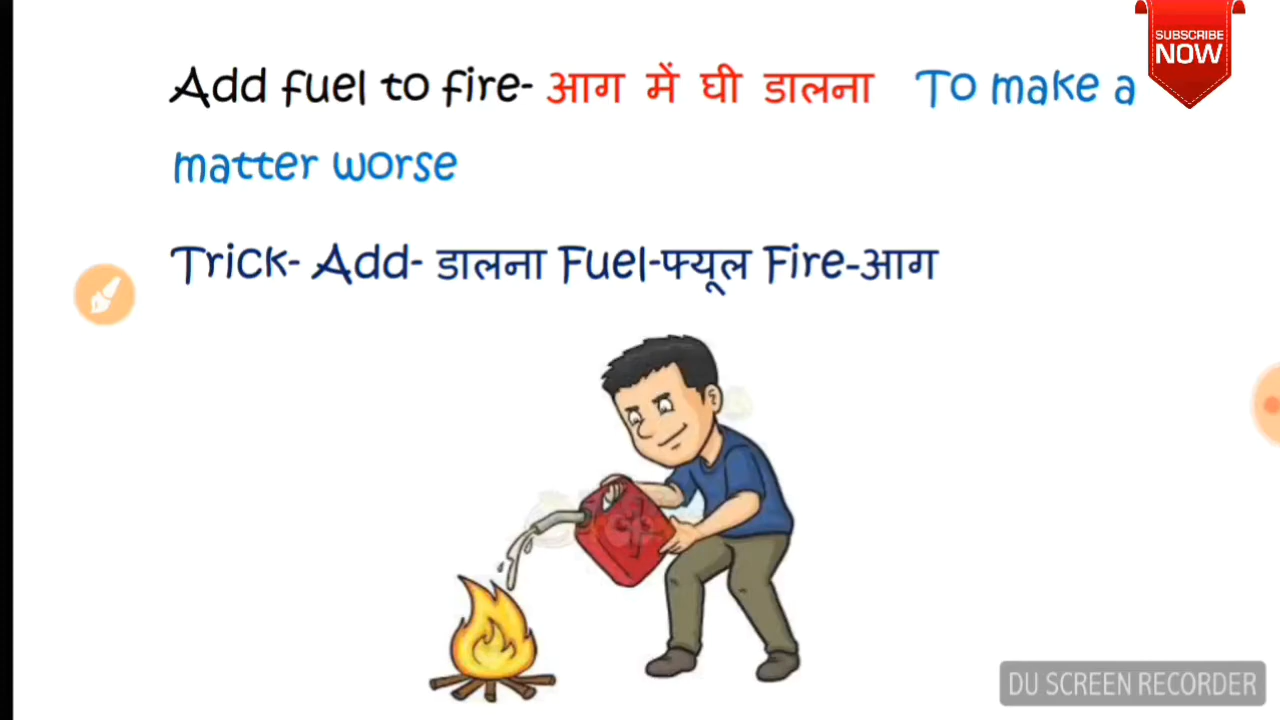 SUBSCRIBE
NOW
Add fuel to fire- आग में घी डालना To make a
matter worse
Trick- Add- डालना Fuel-फ्यूल Fire-आग
DU SCREEN RECORDER